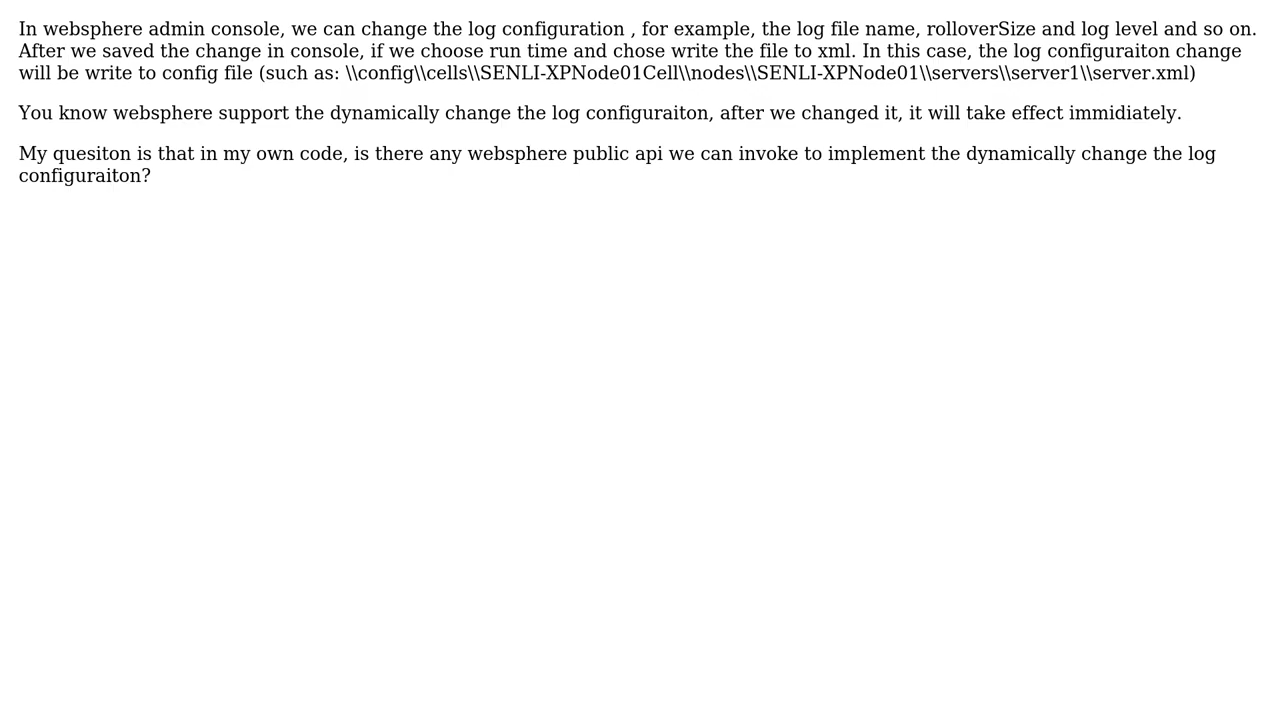 In websphere admin console, we can change the log configuration , for example, the log file name, rolloverSize and log level and so on.
After we saved the change in console, if we choose run time and chose write the file to xml. In this case, the log configuraiton change
will be write to config file (such as: \\config\\cells\\SENLI-XPNode01Cell\\nodes\\SENLI-XPNode01\\servers\\server1\\server.xml)
You know websphere support the dynamically change the log configuraiton, after we changed it, it will take effect immidiately.
My quesiton is that in my own code, is there any websphere public api we can invoke to implement the dynamically change the log
configuraiton?